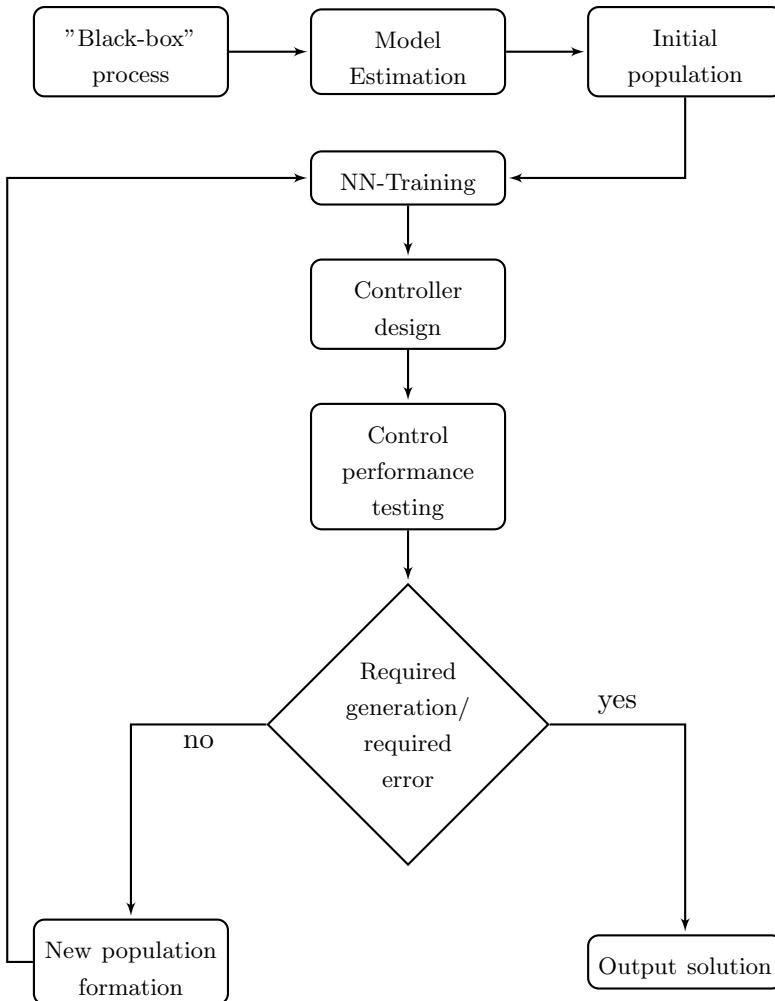 ”Black-box”
process
Model
Estimation
Initial
population
NN-Training
Controller
design
Control
performance
testing
Required
generation/
required
error
yes
no
New population
formation
Output solution